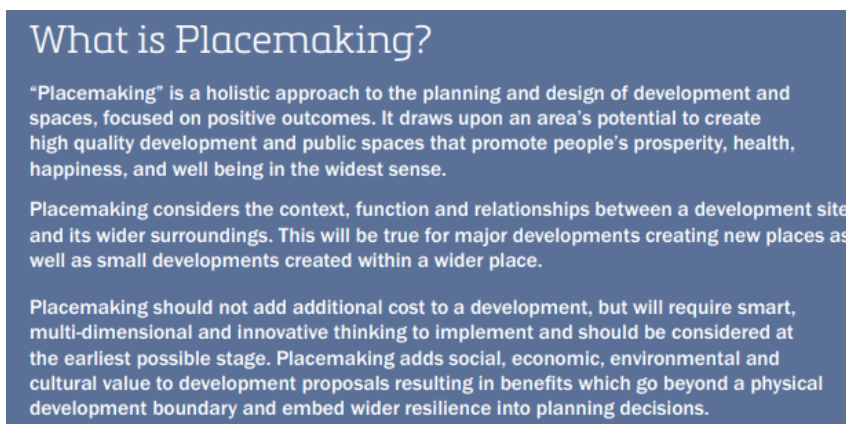 What is Placemaking?
“Placemaking” is a holistic approach to the planning and design of development and
spaces, focused on positive outcomes. It draws upon an area’s potential to create
high quality development and public spaces that promote people’s prosperity, health,
happiness, and well being in the widest sense.
Placemaking considers the context, function and relationships between a development site
and its wider surroundings. This will be true for major developments creating new places as
well as small developments created within a wider place.
Placemaking should not add additional cost to a development, but will require smart,
multi-dimensional and innovative thinking to implement and should be considered at
the earliest possible stage. Placemaking adds social, economic, environmental and
cultural value to development proposals resulting in benefits which go beyond a physical
development boundary and embed wider resilience into planning decisions.